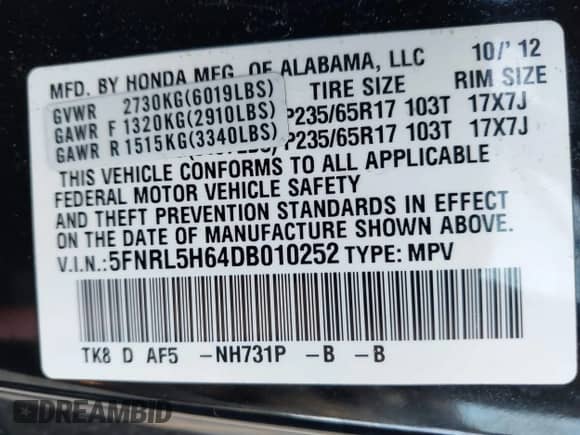 MFD. BY HONDA MFG. OF ALABAMA, LLC 10/'12
TIRE SIZE RIM SIZE
GVWR 2730KG(6019LBS)
GAWR F 1320KG(2910LBS) P235/65R17 103T 17X7J
GAWR R 1515KG(3340LBS) P235/65R17 103T 17X7J
THIS VEHICLE CONFORMS TO ALL APPLICABLE
FEDERAL MOTOR VEHICLE SAFETY
AND THEFT PREVENTION STANDARDS IN EFFECT
ON THE DATE OF MANUFACTURE SHOWN ABOVE.
V.I.N.:5FNRL5H64DB010252 TYPE: MPV
TK8 D AF5 -NH731P -B -B
DREAMBID